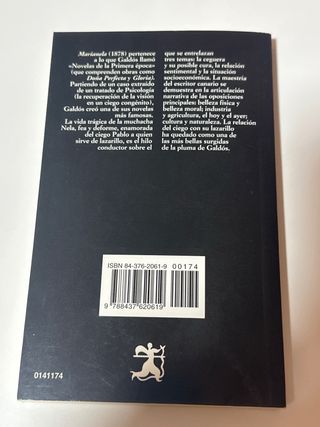 Marianela (1878) pertenece
a lo que Galdós llamó
«Novelas de la Primera época»
(que comprenden obras como
Doña Perfecta y Gloria).
Partiendo de un caso extraído
de un tratado de Psicología
(la recuperación de la visión
en un ciego congénito),
Galdós creó una de sus novelas
más famosas.
La vida trágica de la muchacha
Nela, fea y deforme, enamorada
del ciego Pablo a quien
sirve de lazarillo, es el hilo
conductor sobre el
que se entrelazan
tres temas: la ceguera
y su posible cura, la relación
sentimental y la situación
socioeconómica. La maestría
del escritor canario se
demuestra en la articulación
narrativa de las oposiciones
principales: belleza física y
belleza moral; industria
y agricultura, el hoy y el ayer;
cultura y naturaleza. La relación
del ciego con su lazarillo
ha quedado como una de
las más bellas surgidas
de la pluma de Galdós.
ISBN 84-376-2061-9
00174
9 788437 620619
0141174